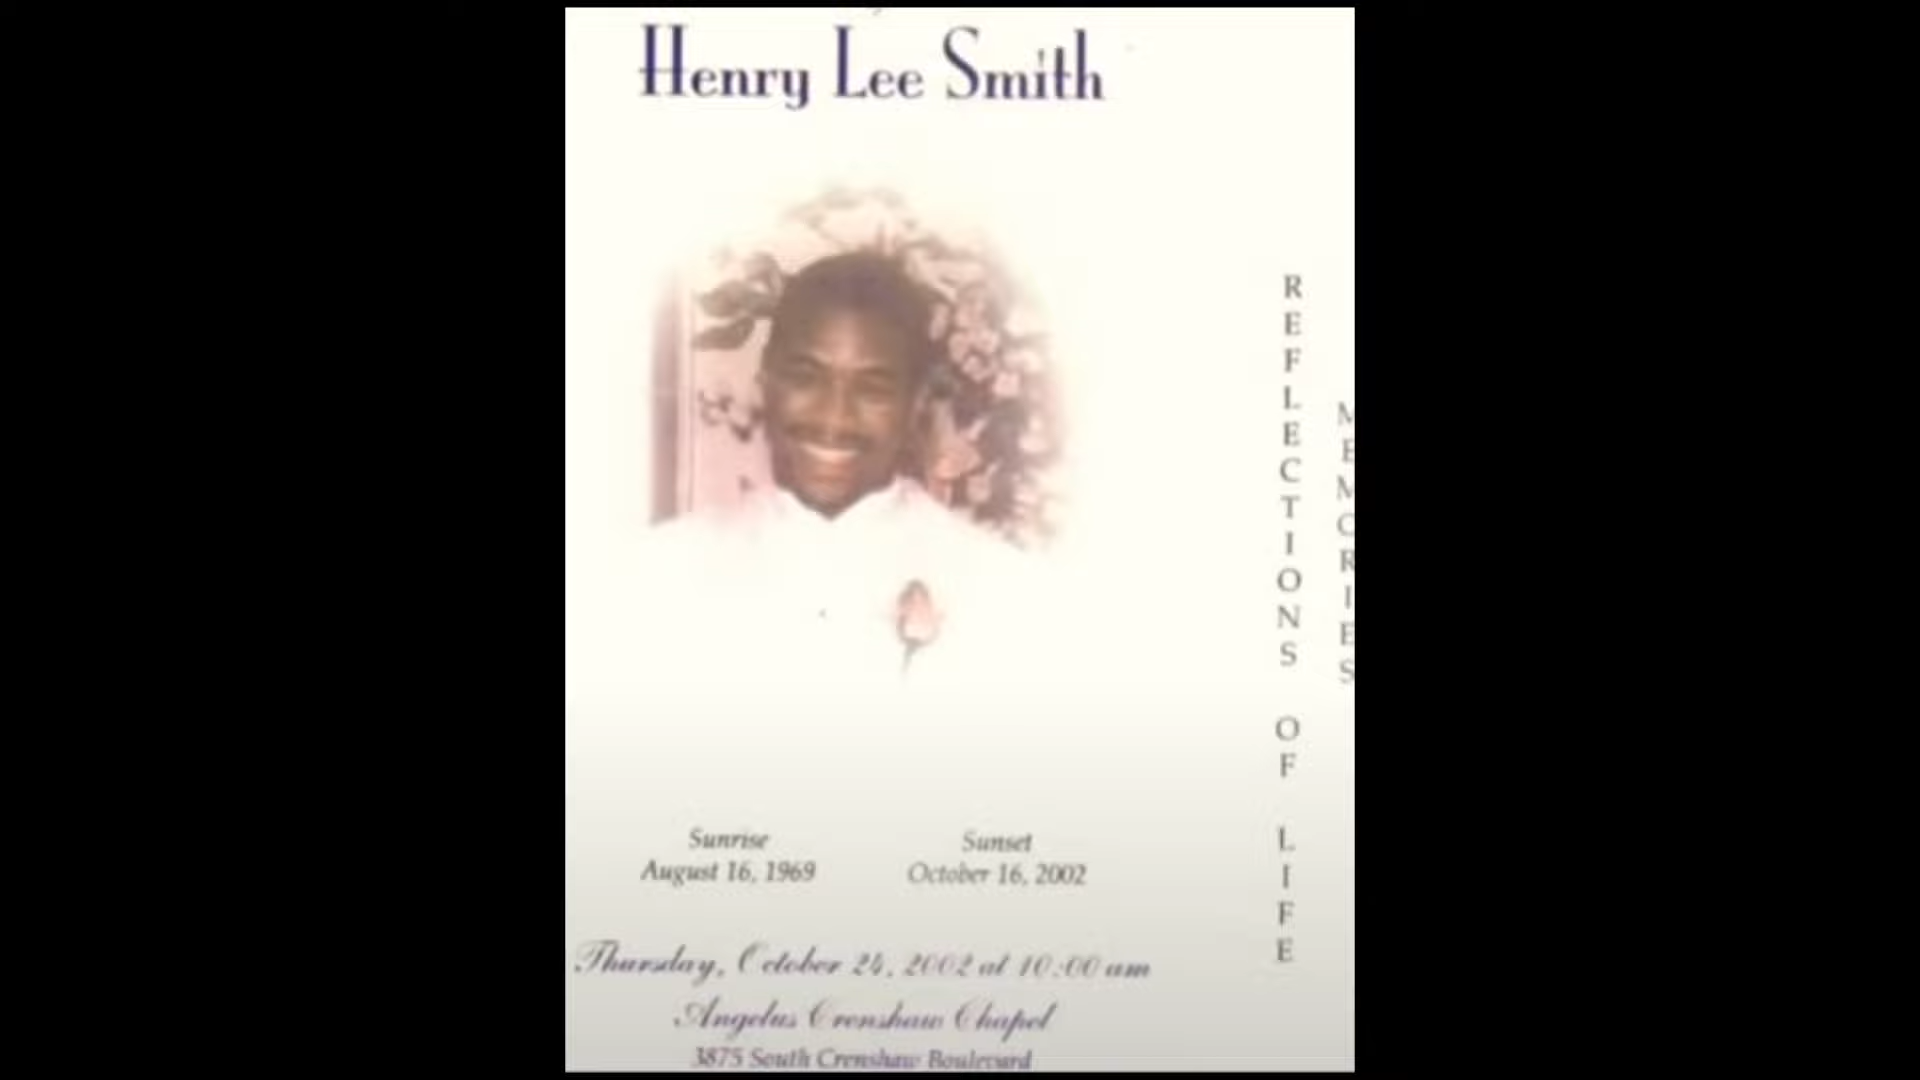 Henry Lee Smith
Sunrise
August 16, 1969
Sunset
October 16, 2002
Thursday, October 24, 2002 at 10:00 am
Angelus Crenshaw Chapel
3875 South Crenshaw Boulevard
REFLECTIONS OF LIFE
MEMORIES